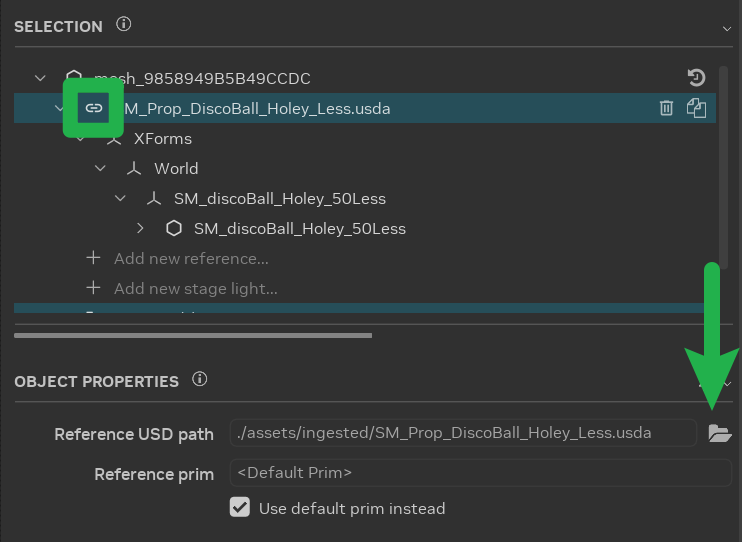 SELECTION
mesh_9858949B5B49CCDC
M_Prop_DiscoBall_Holey_Less.usda
XForms
World
SM_discoBall_Holey_50Less
SM_discoBall_Holey_50Less
Add new reference...
Add new stage light...
OBJECT PROPERTIES
Reference USD path ./assets/ingested/SM_Prop_DiscoBall_Holey_Less.usda
Reference prim <Default Prim>
Use default prim instead